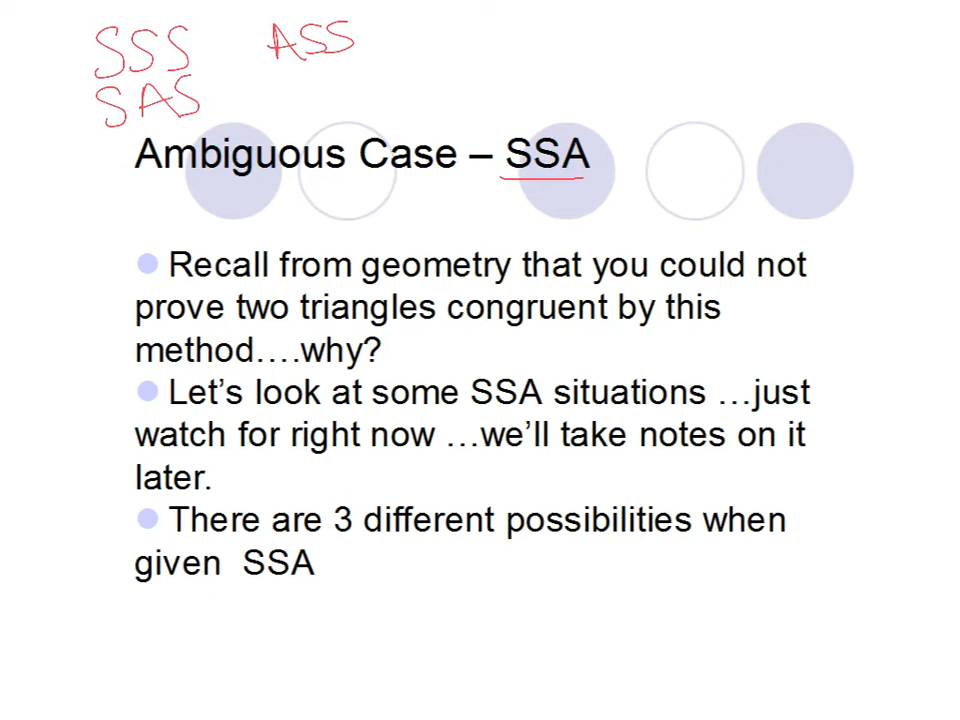 SSS ASS
SAS
Ambiguous Case – SSA
Recall from geometry that you could not
prove two triangles congruent by this
method….why?
Let's look at some SSA situations …just
watch for right now …we'll take notes on it
later.
There are 3 different possibilities when
given SSA